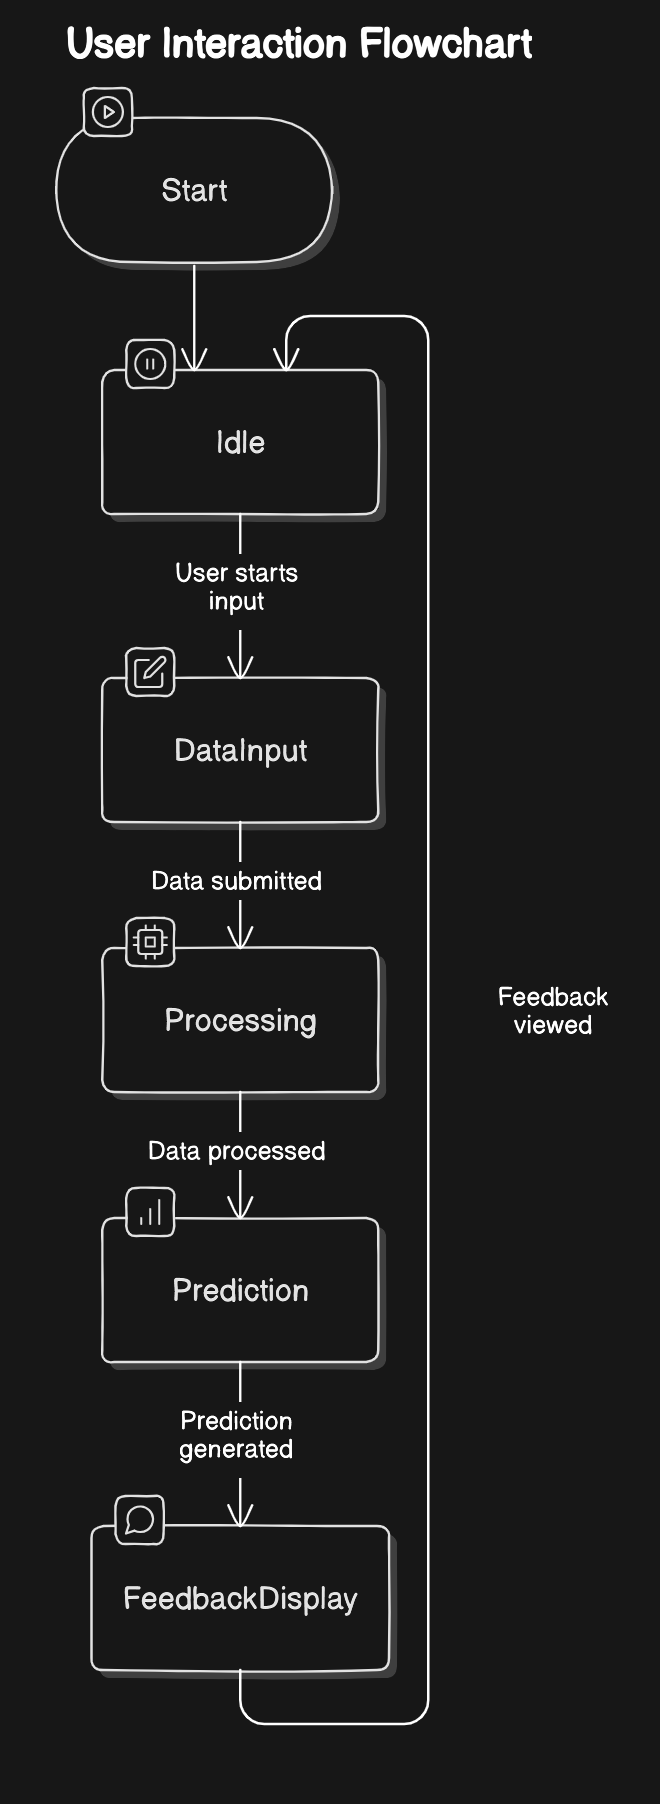 User Interaction Flowchart
Start
Idle
User starts
input
DataInput
Data submitted
Processing
Feedback
viewed
Data processed
Prediction
Prediction
generated
FeedbackDisplay